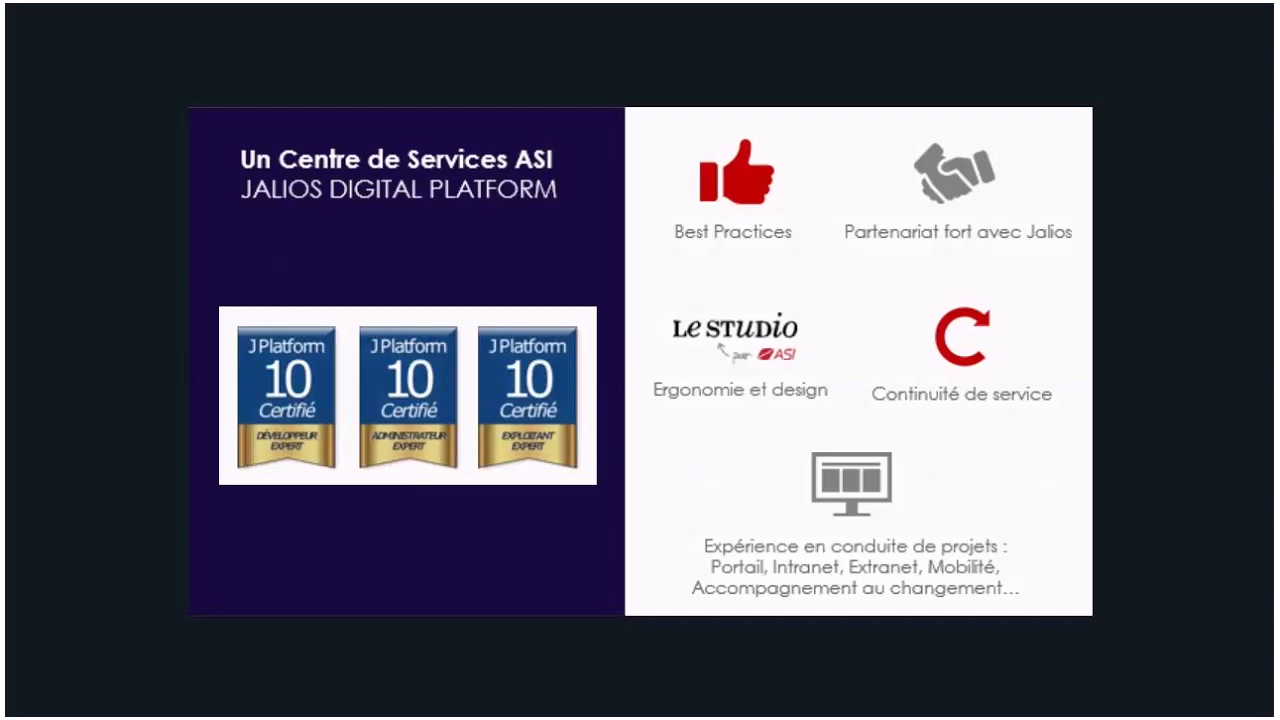 Un Centre de Services ASI
JALIOS DIGITAL PLATFORM
J Platform
10
Certifié
DÉVELOPPEUR
EXPERT
J Platform
10
Certifié
ADMINISTRATEUR
EXPERT
J Platform
10
Certifié
EXPLOITANT
EXPERT
Best Practices
Partenariat fort avec Jalios
Le STUDIO
par ASI
Ergonomie et design
Continuité de service
Expérience en conduite de projets :
Portail, Intranet, Extranet, Mobilité,
Accompagnement au changement...